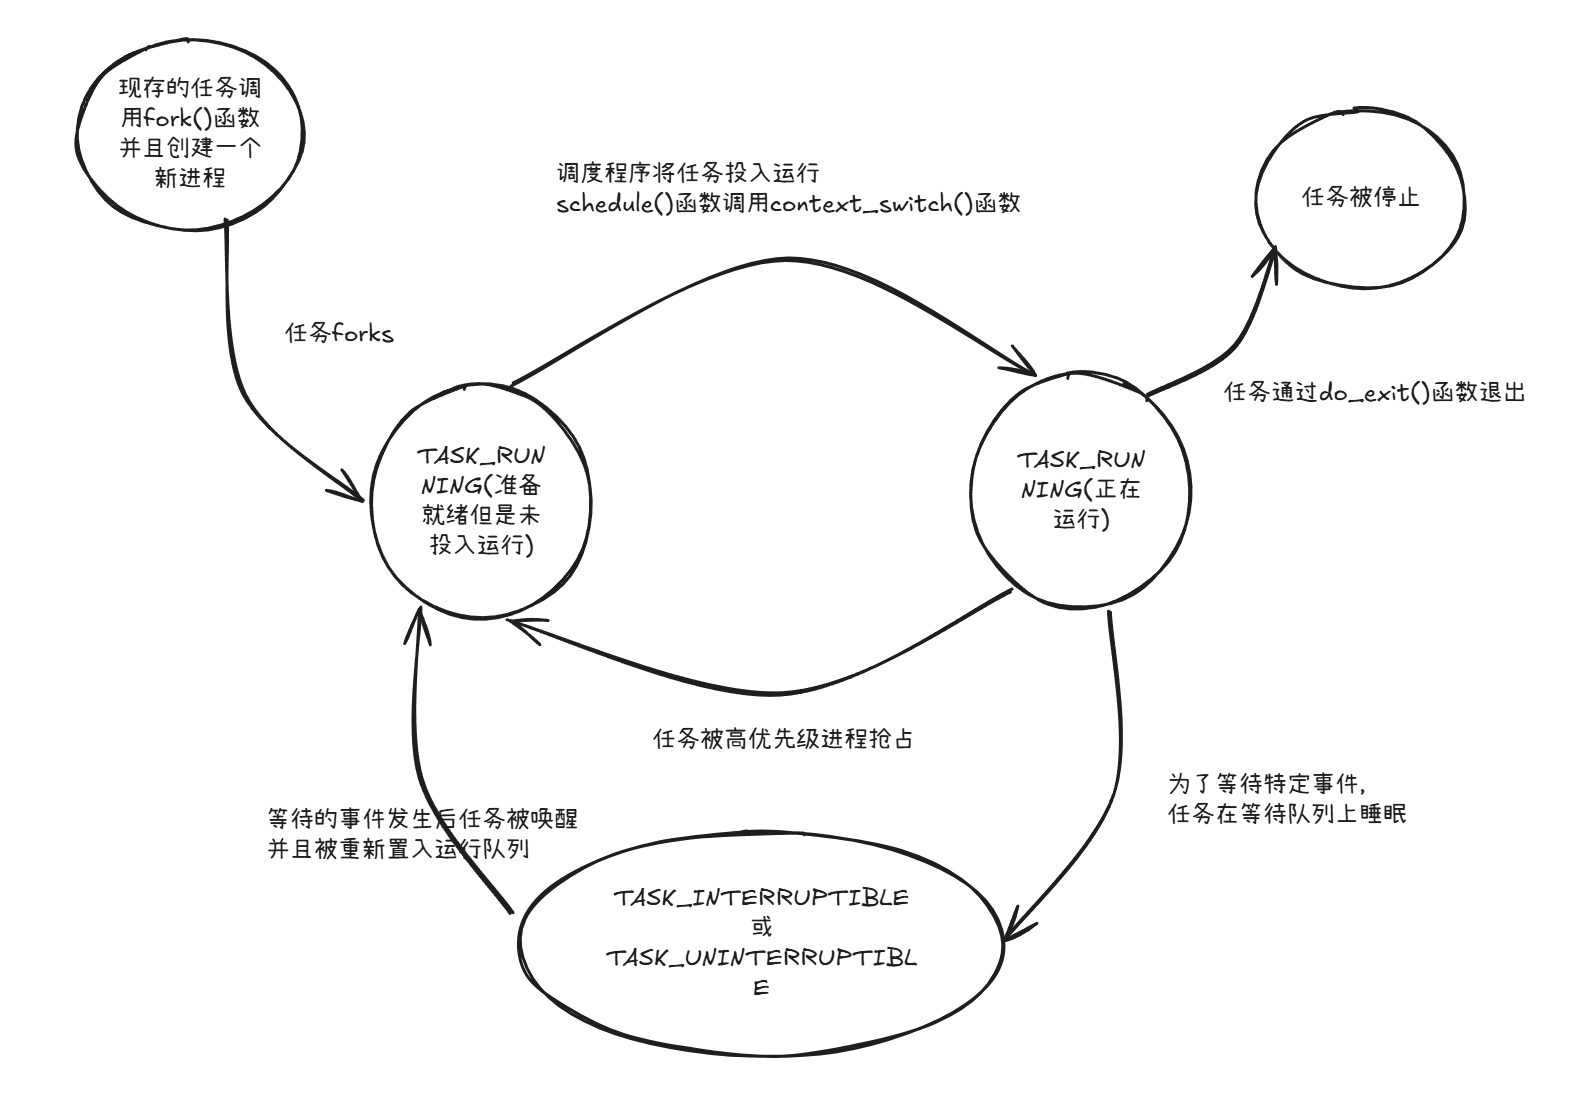 现存的任务调
用fork()函数
并且创建一个
新进程
调度程序将任务投入运行
schedule()函数调用context_switch()函数
任务被停止
任务forks
任务通过do_exit()函数退出
TASK_RUN
NING(准备
就绪但是未
投入运行)
TASK_RUN
NING(正在
运行)
任务被高优先级进程抢占
为了等待特定事件,
任务在等待队列上睡眠
等待的事件发生后任务被唤醒
并且被重新置入运行队列
TASK_INTERRUPTIBLE
或
TASK_UNINTERRUPTIBL
E